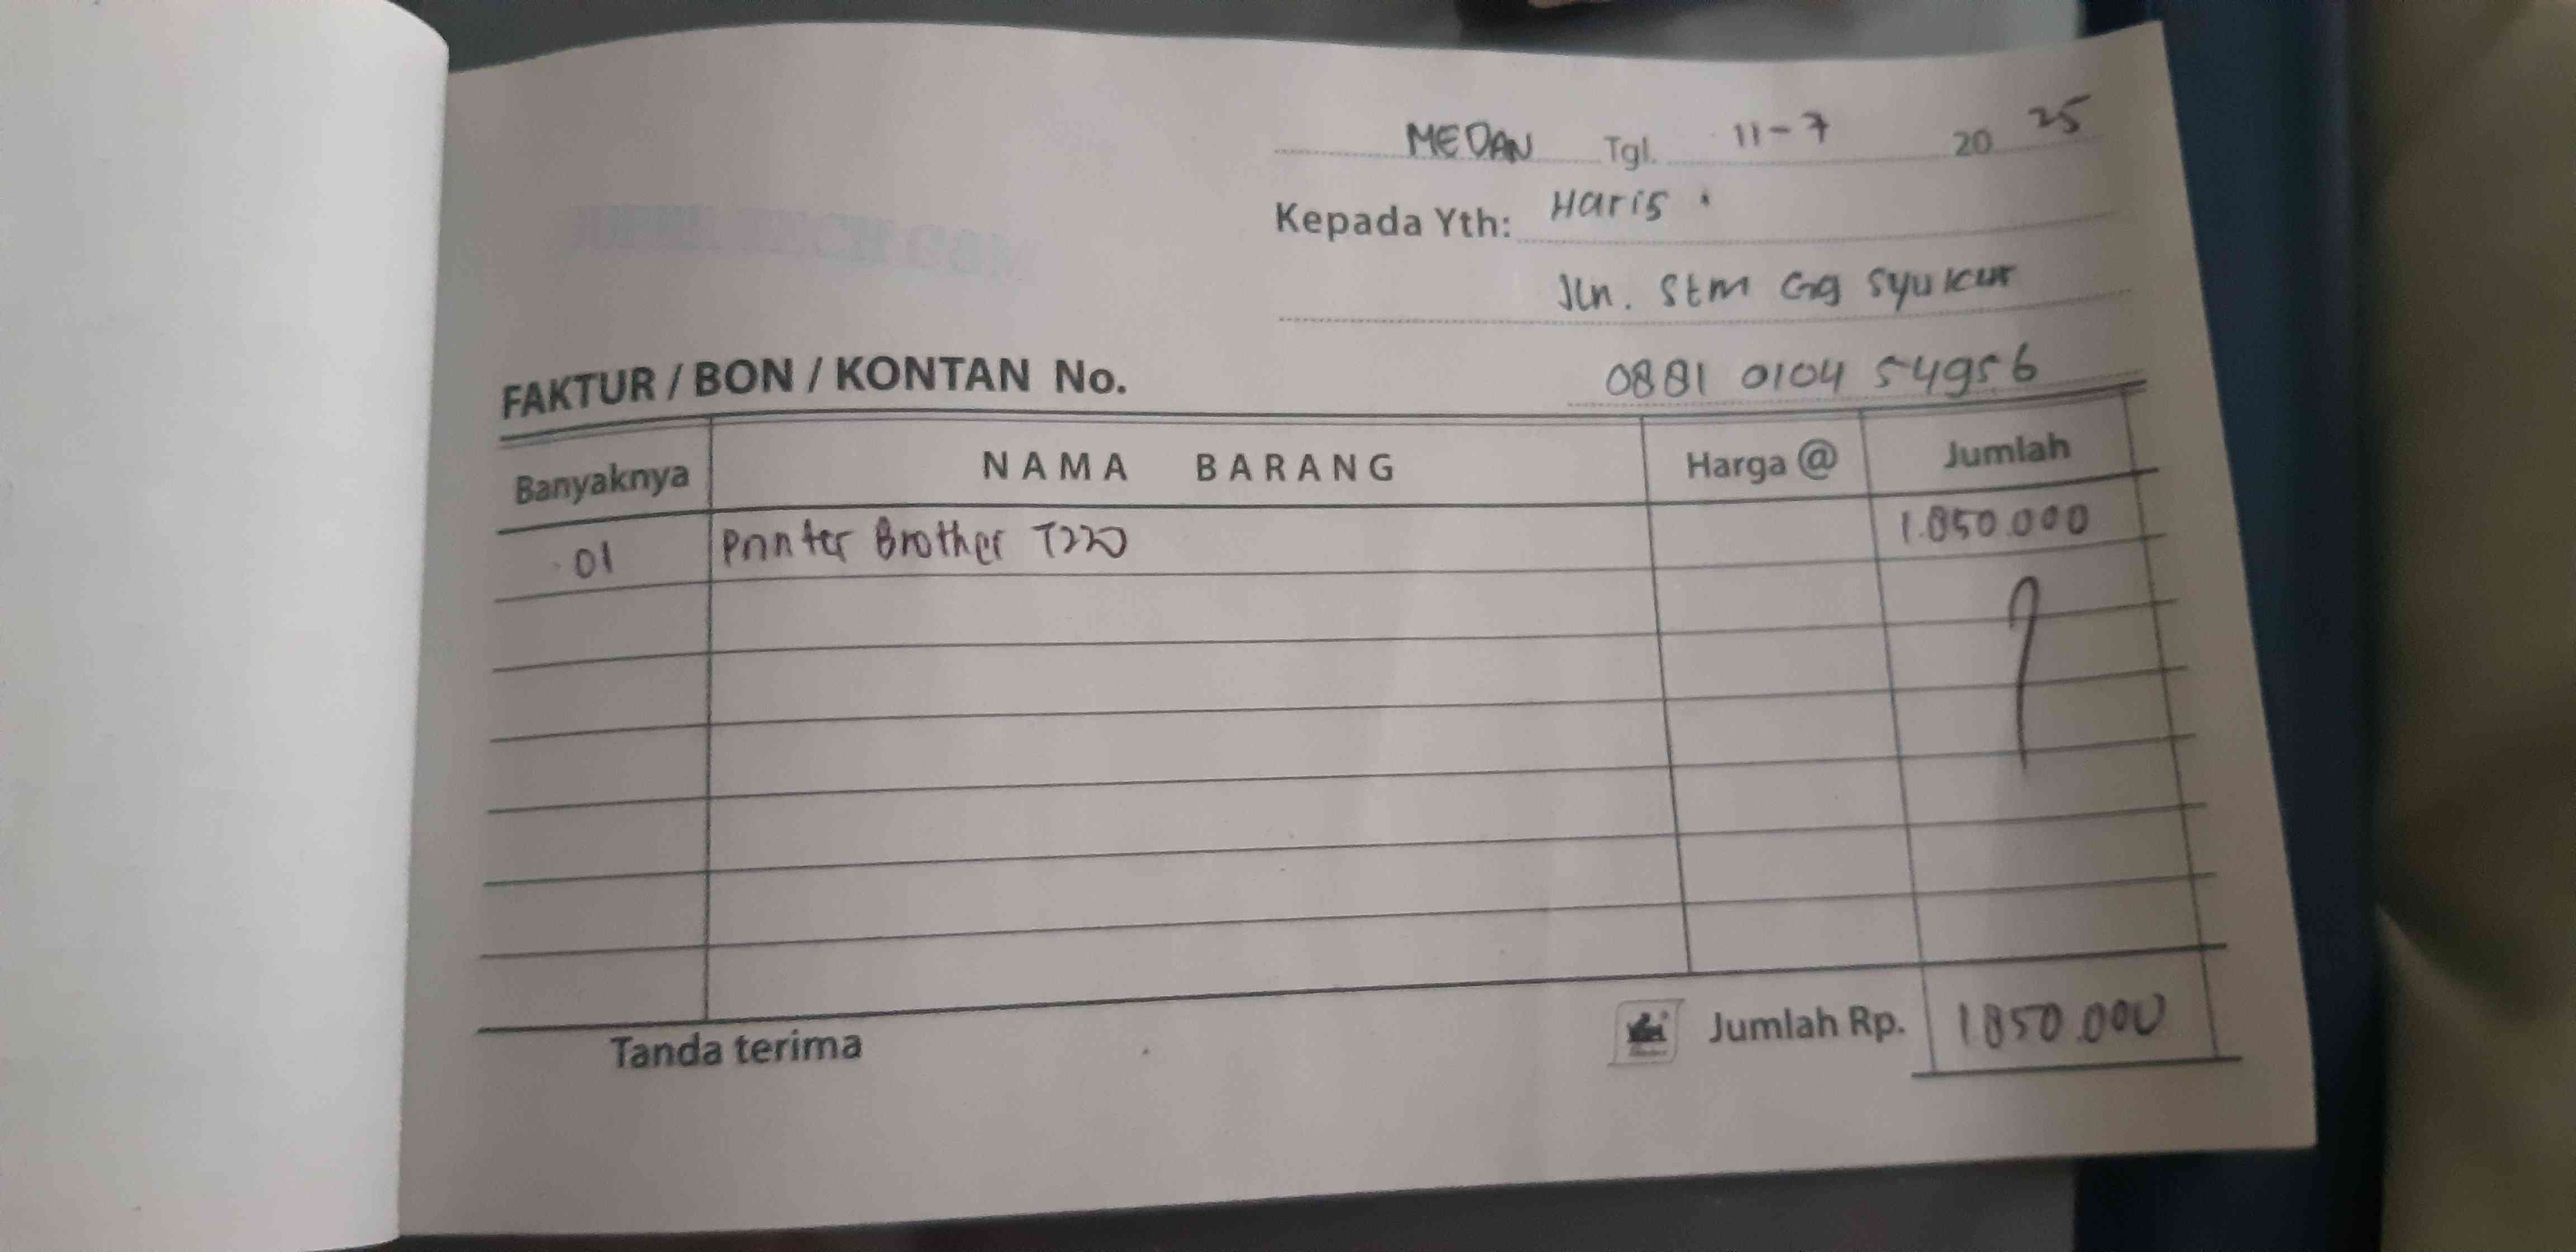 MEDAN Tgl. 11-7 20 25
Kepada Yth: Haris
Jln. Stm Gg Syukur
FAKTUR / BON / KONTAN No. 0881 0104 54956
Banyaknya NAMA BARANG Harga @ Jumlah
01 Printer Brother T220 1.850.000
Tanda terima Jumlah Rp. 1850.000